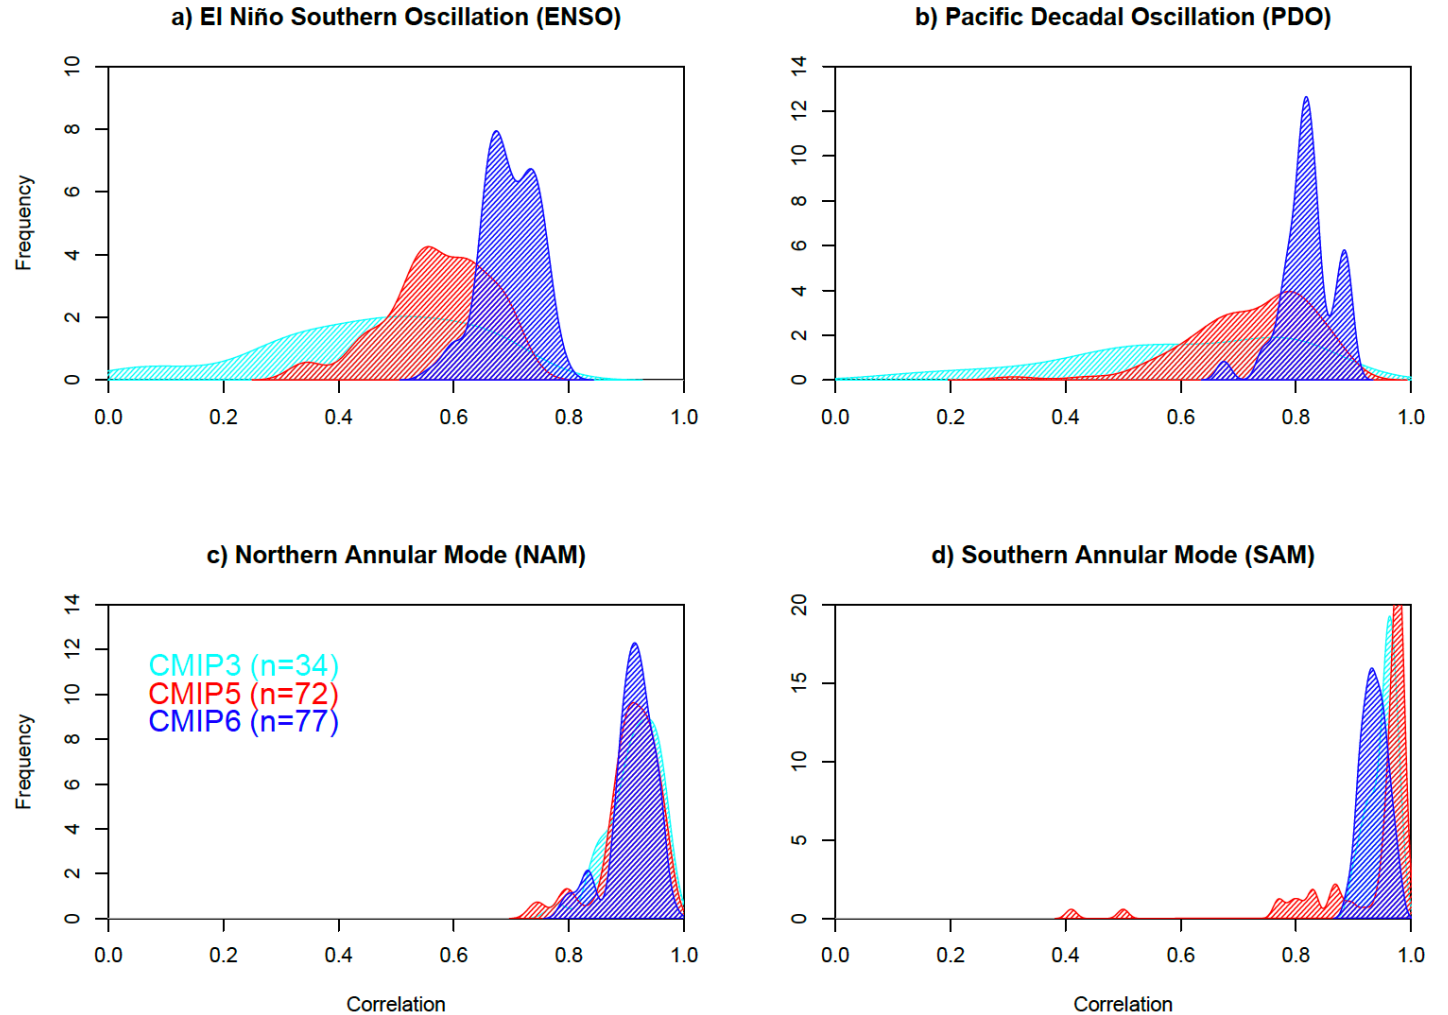 a) El Niño Southern Oscillation (ENSO)
b) Pacific Decadal Oscillation (PDO)
Frequency
0 2 4 6 8 10
0.0 0.2 0.4 0.6 0.8 1.0
0 2 4 6 8 10 12 14
0.0 0.2 0.4 0.6 0.8 1.0
c) Northern Annular Mode (NAM)
d) Southern Annular Mode (SAM)
Frequency
0 2 4 6 8 10 12 14
CMIP3 (n=34)
CMIP5 (n=72)
CMIP6 (n=77)
0.0 0.2 0.4 0.6 0.8 1.0
Correlation
0 5 10 15 20
0.0 0.2 0.4 0.6 0.8 1.0
Correlation